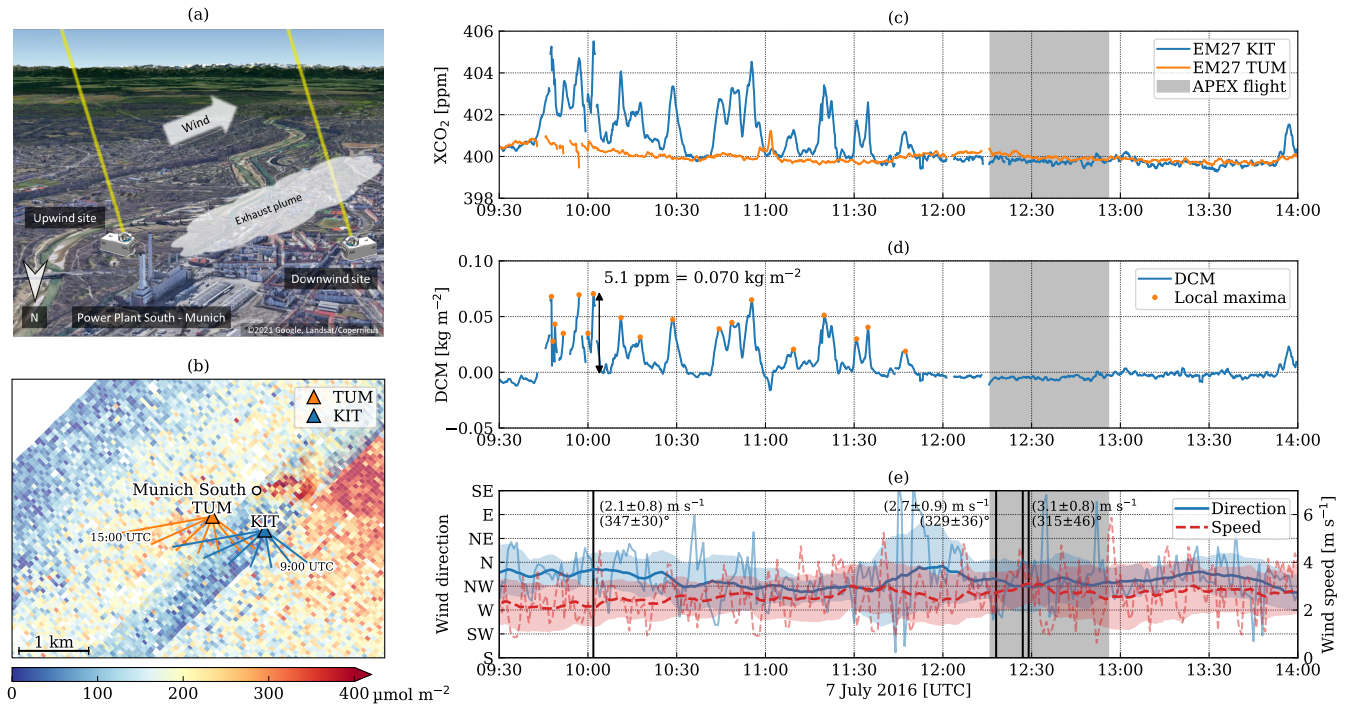 (a)
Wind
Upwind site
Exhaust plume
Downwind site
N
Power Plant South - Munich
©2021 Google, Landsat/Copernicus
(b)
TUM
KIT
Munich South
TUM
KIT
15:00 UTC
9:00 UTC
1 km
0 100 200 300 400 μmol m⁻²
(c)
406
404
402
400
398
XCO₂ [ppm]
EM27 KIT
EM27 TUM
APEX flight
09:30 10:00 10:30 11:00 11:30 12:00 12:30 13:00 13:30 14:00
(d)
0.10
0.05
0.00
−0.05
DCM [kg m⁻²]
5.1 ppm = 0.070 kg m⁻²
DCM
Local maxima
09:30 10:00 10:30 11:00 11:30 12:00 12:30 13:00 13:30 14:00
(e)
SE
E
NE
N
NW
W
SW
S
Wind direction
(2.1±0.8) m s⁻¹
(347±30)°
(2.7±0.9) m s⁻¹
(329±36)°
(3.1±0.8) m s⁻¹
(315±46)°
Direction
Speed
6
4
2
0
Wind speed [m s⁻¹]
09:30 10:00 10:30 11:00 11:30 12:00 12:30 13:00 13:30 14:00
7 July 2016 [UTC]